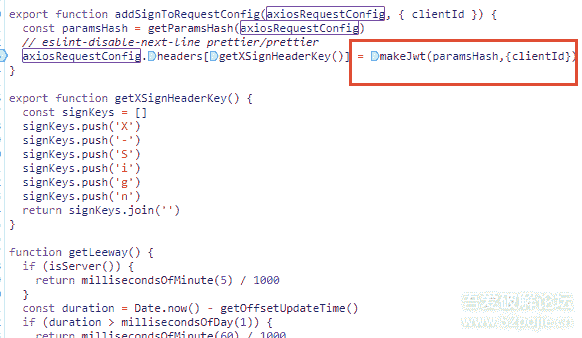 export function addSignToRequestConfig(axiosRequestConfig, { clientId }) {
const paramsHash = getParamsHash(axiosRequestConfig)
// eslint-disable-next-line prettier/prettier
axiosRequestConfig.headers[getXSignHeaderKey()] = makeJwt(paramsHash,{clientId})
}
export function getXSignHeaderKey() {
const signKeys = []
signKeys.push('X')
signKeys.push('-')
signKeys.push('S')
signKeys.push('i')
signKeys.push('g')
signKeys.push('n')
return signKeys.join('')
}
function getLeeway() {
if (isServer()) {
return millisecondsOfMinute(5) / 1000
}
const duration = Date.now() - getOffsetUpdateTime()
if (duration > millisecondsOfDay(1)) {
return millisecondsOfMinute(60) / 1000
吾爱破解论坛
www.52pojie.cn